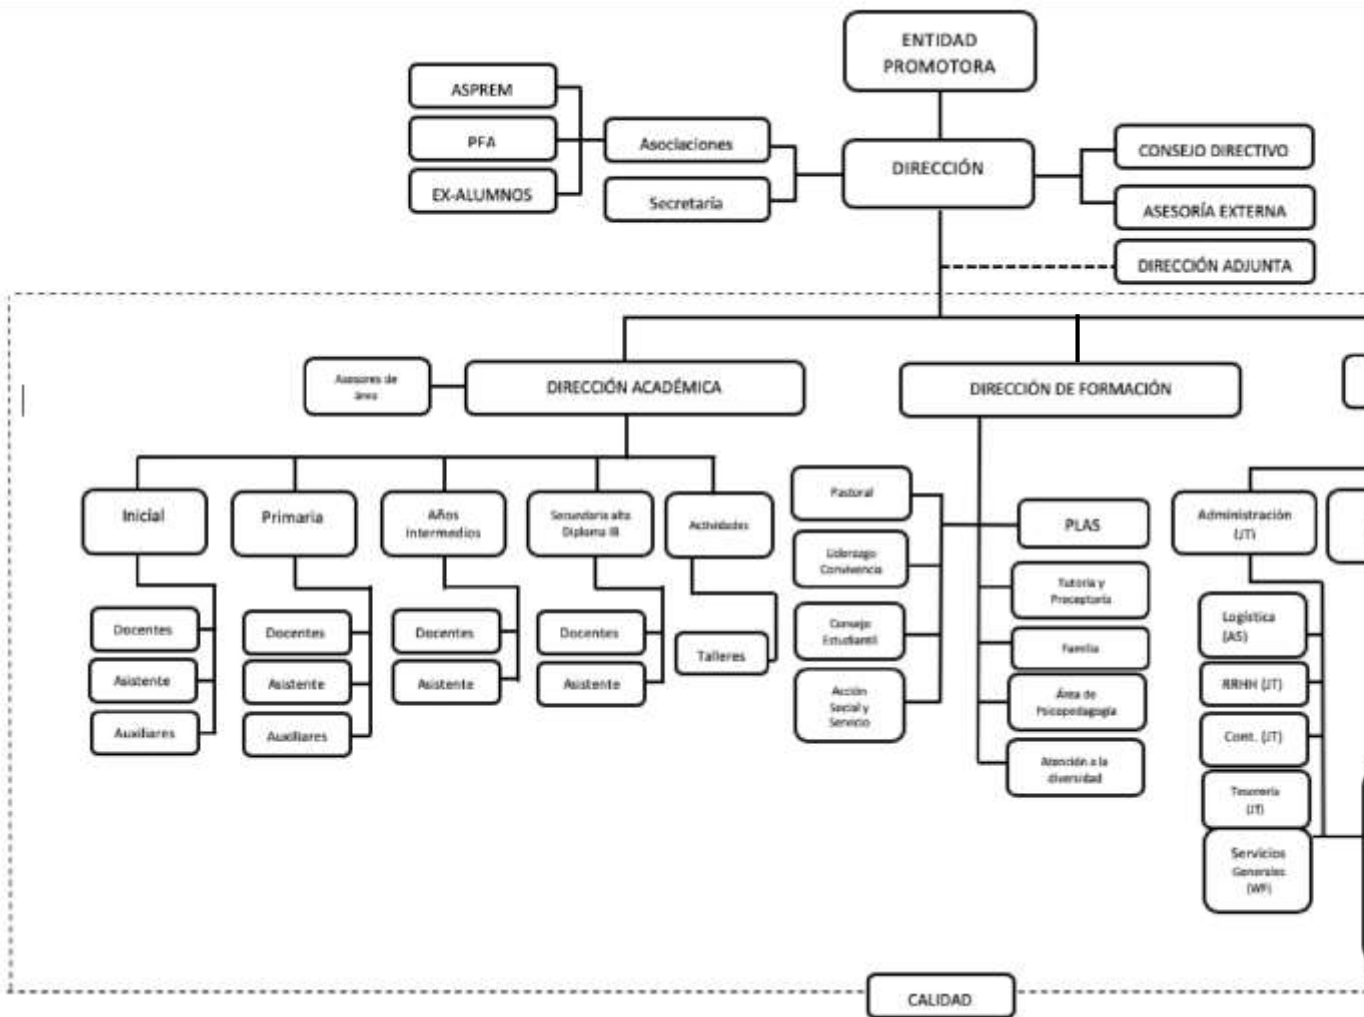 ENTIDAD
PROMOTORA
ASPREM
PFA
EX-ALUMNOS
Asociaciones
Secretaria
DIRECCIÓN
CONSEJO DIRECTIVO
ASESORÍA EXTERNA
DIRECCIÓN ADJUNTA
Asesores de
área
DIRECCIÓN ACADÉMICA
DIRECCIÓN DE FORMACIÓN
Inicial
Primaria
Años
Intermedios
Secundaria alta
Diploma IB
Actividades
Docentes
Asistente
Auxiliares
Docentes
Asistente
Auxiliares
Docentes
Asistente
Docentes
Asistente
Talleres
Pastoral
Liderazgo
Convivencia
Consejo
Estudiantil
Acción
Social y
Servicio
PLAS
Tutoría y
Preceptoría
Familia
Área de
Psicopedagogía
Atención a la
diversidad
Administración
(JT)
Logística
(AS)
RRHH (JT)
Cont. (JT)
Tesorería
(JT)
Servicios
Generales
(WF)
CALIDAD